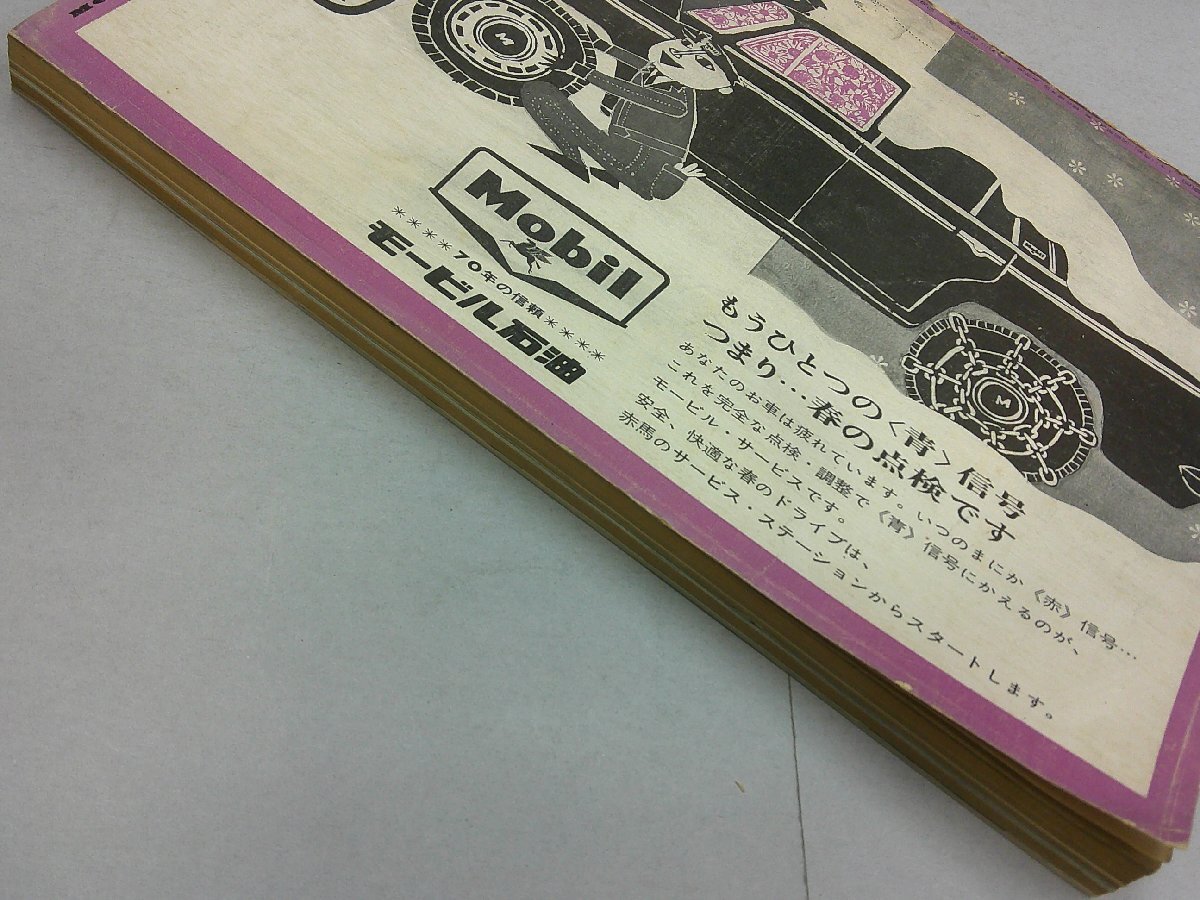 Mobil
****70年の信頼****
モービル石油
もうひとつの〈青〉信号
つまり…春の点検です
あなたのお車は疲れています。いつのまにか《赤》信号…
これを完全な点検・調整で《青》信号にかえるのが、
モービル・サービスです。
安全、快適な春のドライブは、
赤馬のサービス・ステーションからスタートします。
M
M